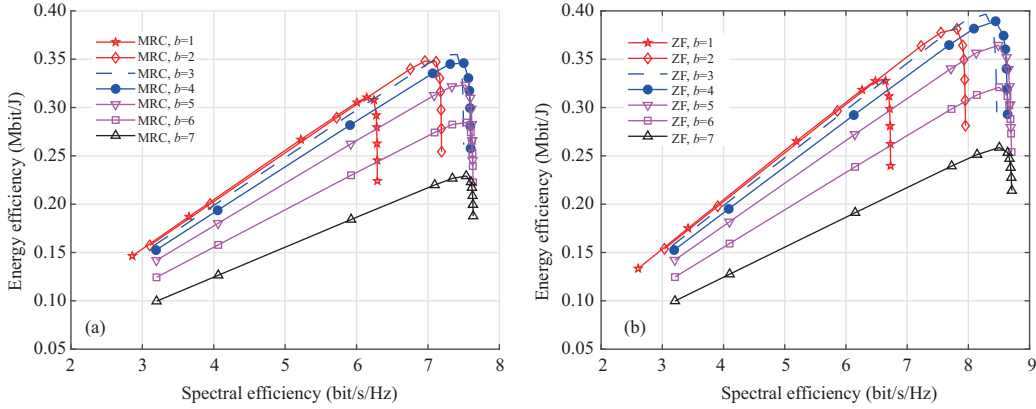 0.40
0.35
0.30
0.25
0.20
0.15
0.10
0.05
Energy efficiency (Mbit/J)
MRC, b=1
MRC, b=2
MRC, b=3
MRC, b=4
MRC, b=5
MRC, b=6
MRC, b=7
(a)
2 3 4 5 6 7 8
Spectral efficiency (bit/s/Hz)
0.40
0.35
0.30
0.25
0.20
0.15
0.10
0.05
Energy efficiency (Mbit/J)
ZF, b=1
ZF, b=2
ZF, b=3
ZF, b=4
ZF, b=5
ZF, b=6
ZF, b=7
(b)
2 3 4 5 6 7 8 9
Spectral efficiency (bit/s/Hz)